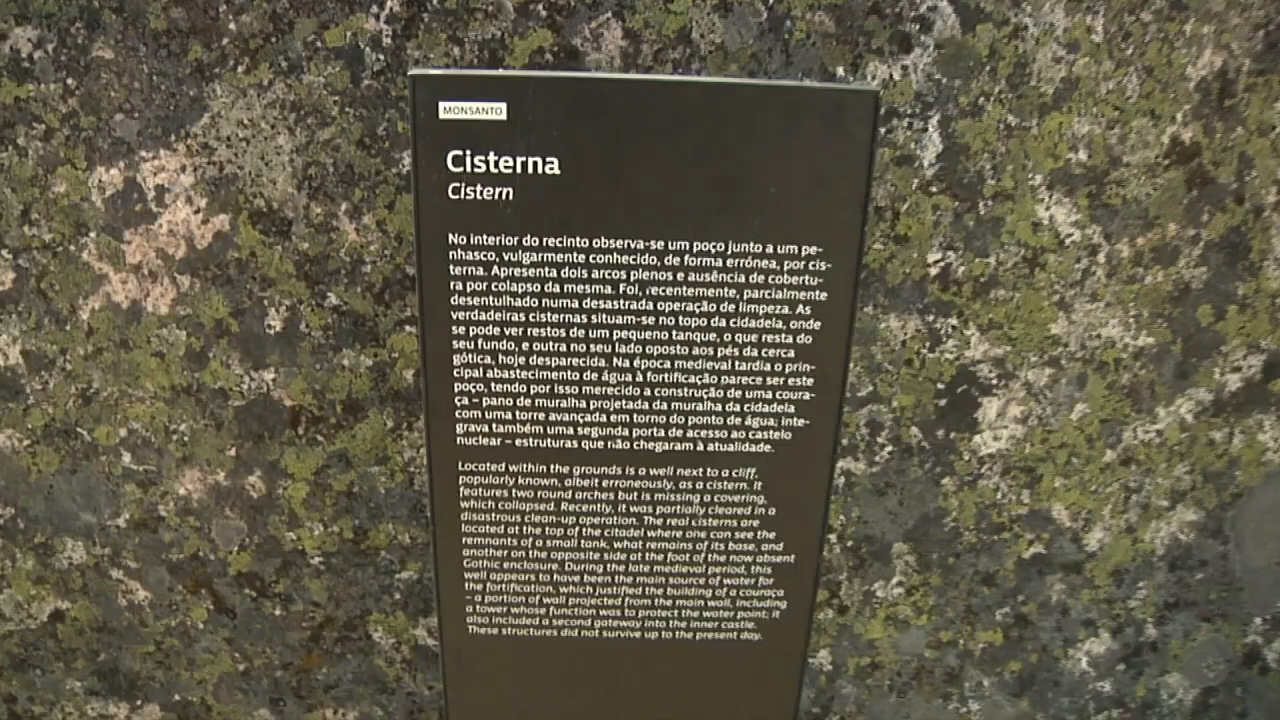 MONSANTO
Cisterna
Cistern
No interior do recinto observa-se um poço junto a um pe-
nhasco, vulgarmente conhecido, de forma errónea, por cis-
terna. Apresenta dois arcos plenos e ausência de cobertu-
ra por colapso da mesma. Foi, recentemente, parcialmente
desentulhado numa desastrada operação de limpeza. As
verdadeiras cisternas situam-se no topo da cidadela, onde
se pode ver restos de um pequeno tanque, o que resta do
seu fundo, e outra no seu lado oposto aos pés da cerca
gótica, hoje desparecida. Na época medieval tardia o prin-
cipal abastecimento de água à fortificação parece ser este
poço, tendo por isso merecido a construção de uma coura-
ça – pano de muralha projetada da muralha da cidadela
com uma torre avançada em torno do ponto de água; inte-
grava também uma segunda porta de acesso ao castelo
nuclear – estruturas que não chegaram à atualidade.
Located within the grounds is a well next to a cliff,
popularly known, albeit erroneously, as a cistern. It
features two round arches but is missing a covering,
which collapsed. Recently, it was partially cleared in a
disastrous clean-up operation. The real cisterns are
located at the top of the citadel where one can see the
remnants of a small tank, what remains of its base, and
another on the opposite side at the foot of the now absent
Gothic enclosure. During the late medieval period, this
well appears to have been the main source of water for
the fortification, which justified the building of a couraça
– a portion of wall projected from the main wall, including
a tower whose function was to protect the water point; it
also included a second gateway into the inner castle.
These structures did not survive up to the present day.